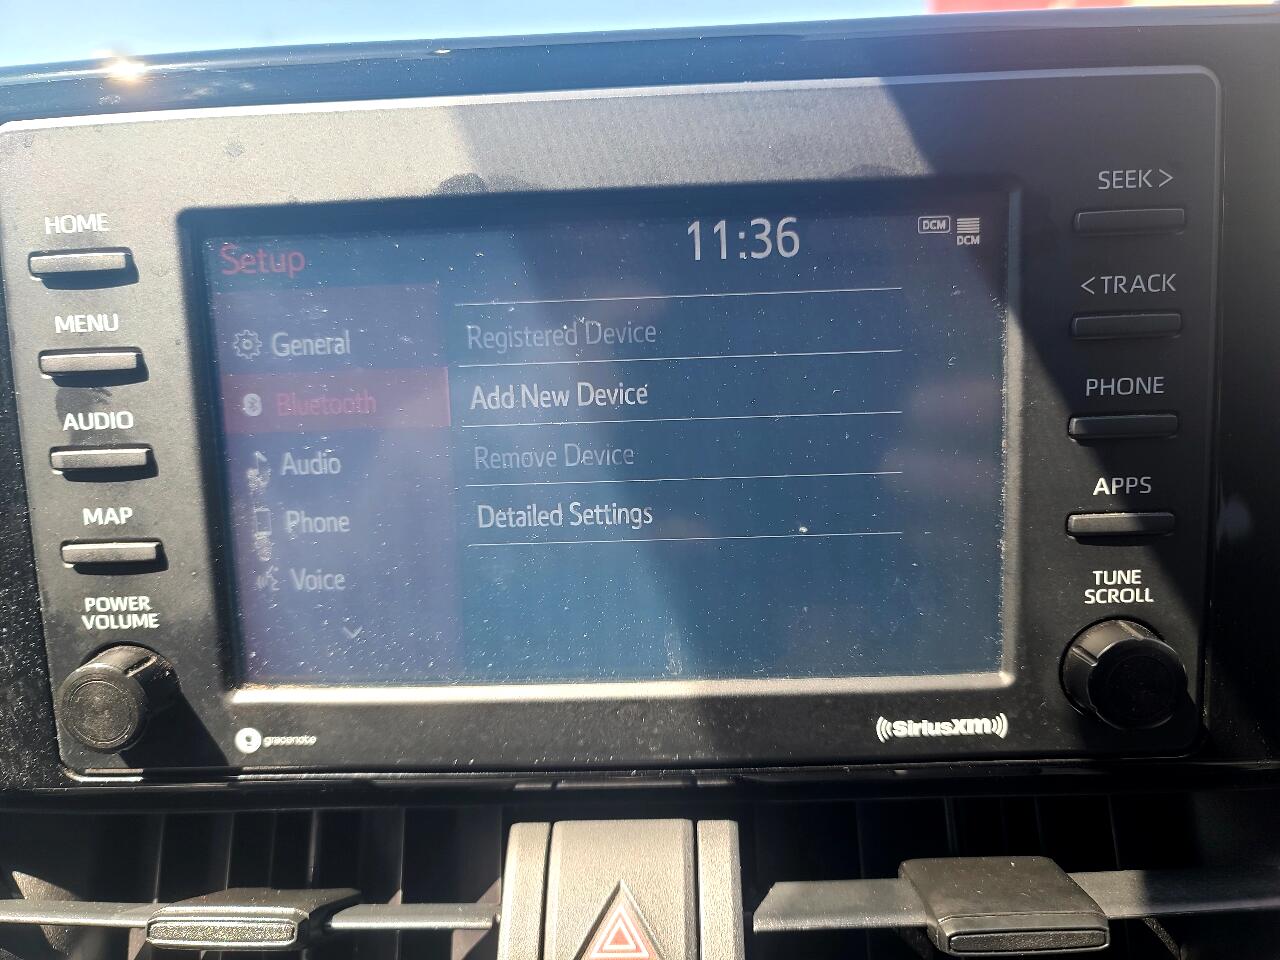 HOME
MENU
AUDIO
MAP
POWER
VOLUME
Setup
11:36
DCM
DCM
General
Bluetooth
Audio
Phone
Voice
Registered Device
Add New Device
Remove Device
Detailed Settings
SEEK >
< TRACK
PHONE
APPS
TUNE
SCROLL
gracenote
SiriusXM